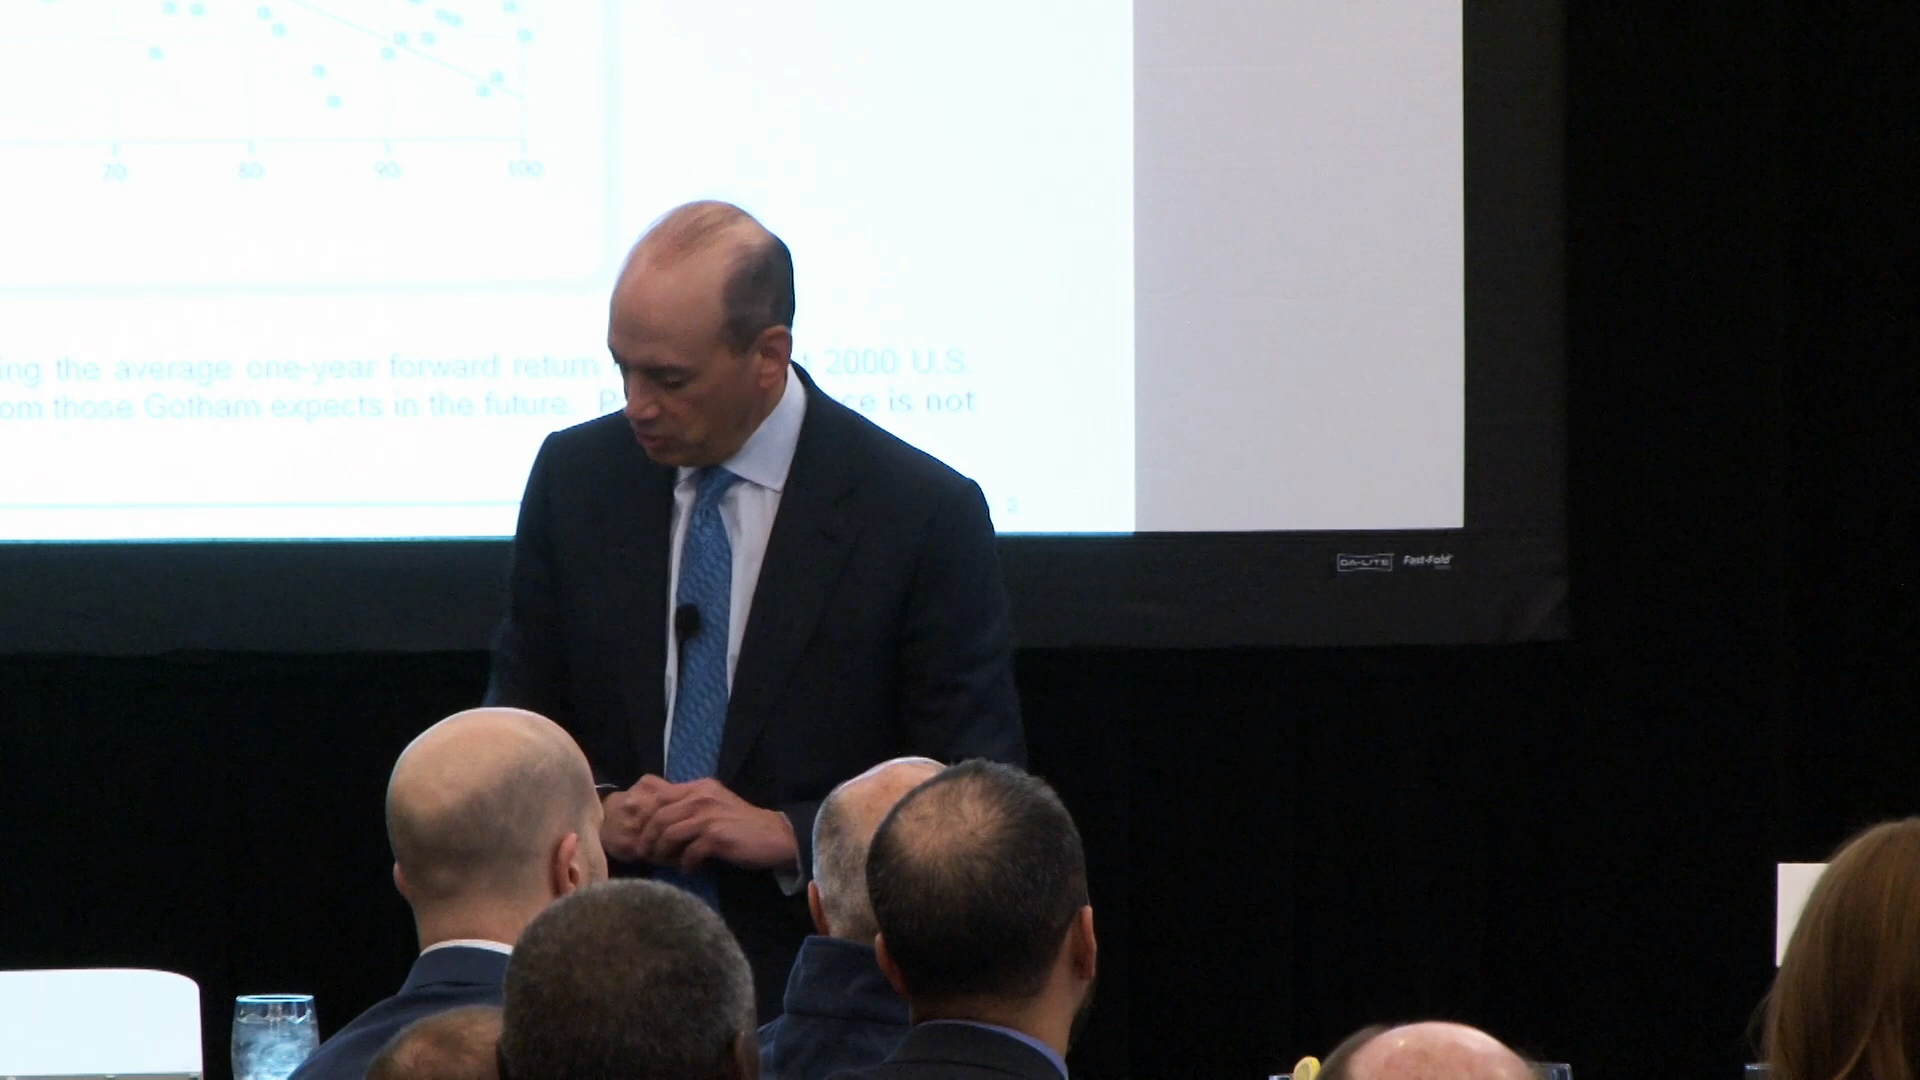 70 80 90 100
ing the average one-year forward return 2000 U.S.
om those Gotham expects in the future. P ce is not
2
DA-LITE Fast-Fold